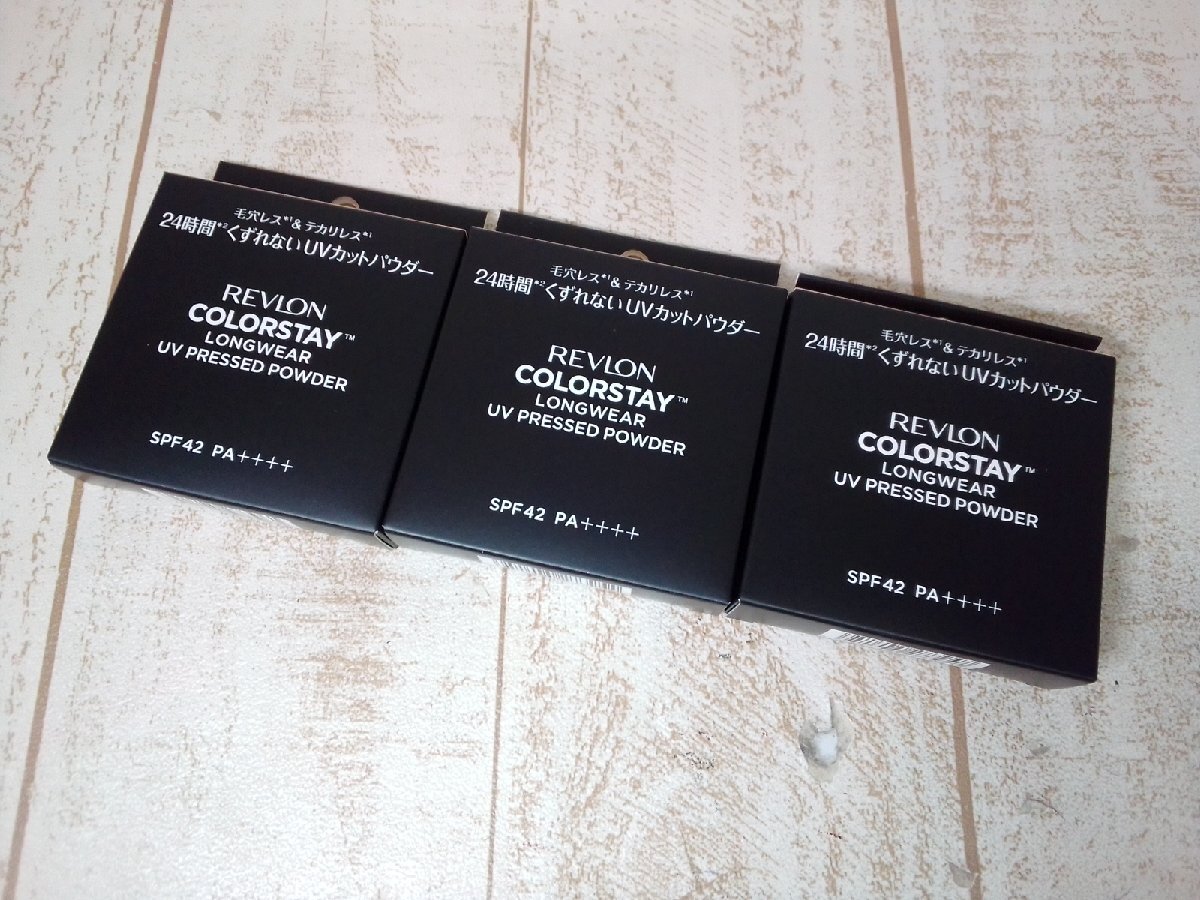 毛穴レス*1&テカリレス*1
24時間*2くずれないUVカットパウダー
REVLON
COLORSTAY™
LONGWEAR
UV PRESSED POWDER
SPF42 PA++++
毛穴レス*1&テカリレス*1
24時間*2くずれないUVカットパウダー
REVLON
COLORSTAY™
LONGWEAR
UV PRESSED POWDER
SPF42 PA++++
毛穴レス*1&テカリレス*1
24時間*2くずれないUVカットパウダー
REVLON
COLORSTAY™
LONGWEAR
UV PRESSED POWDER
SPF42 PA++++